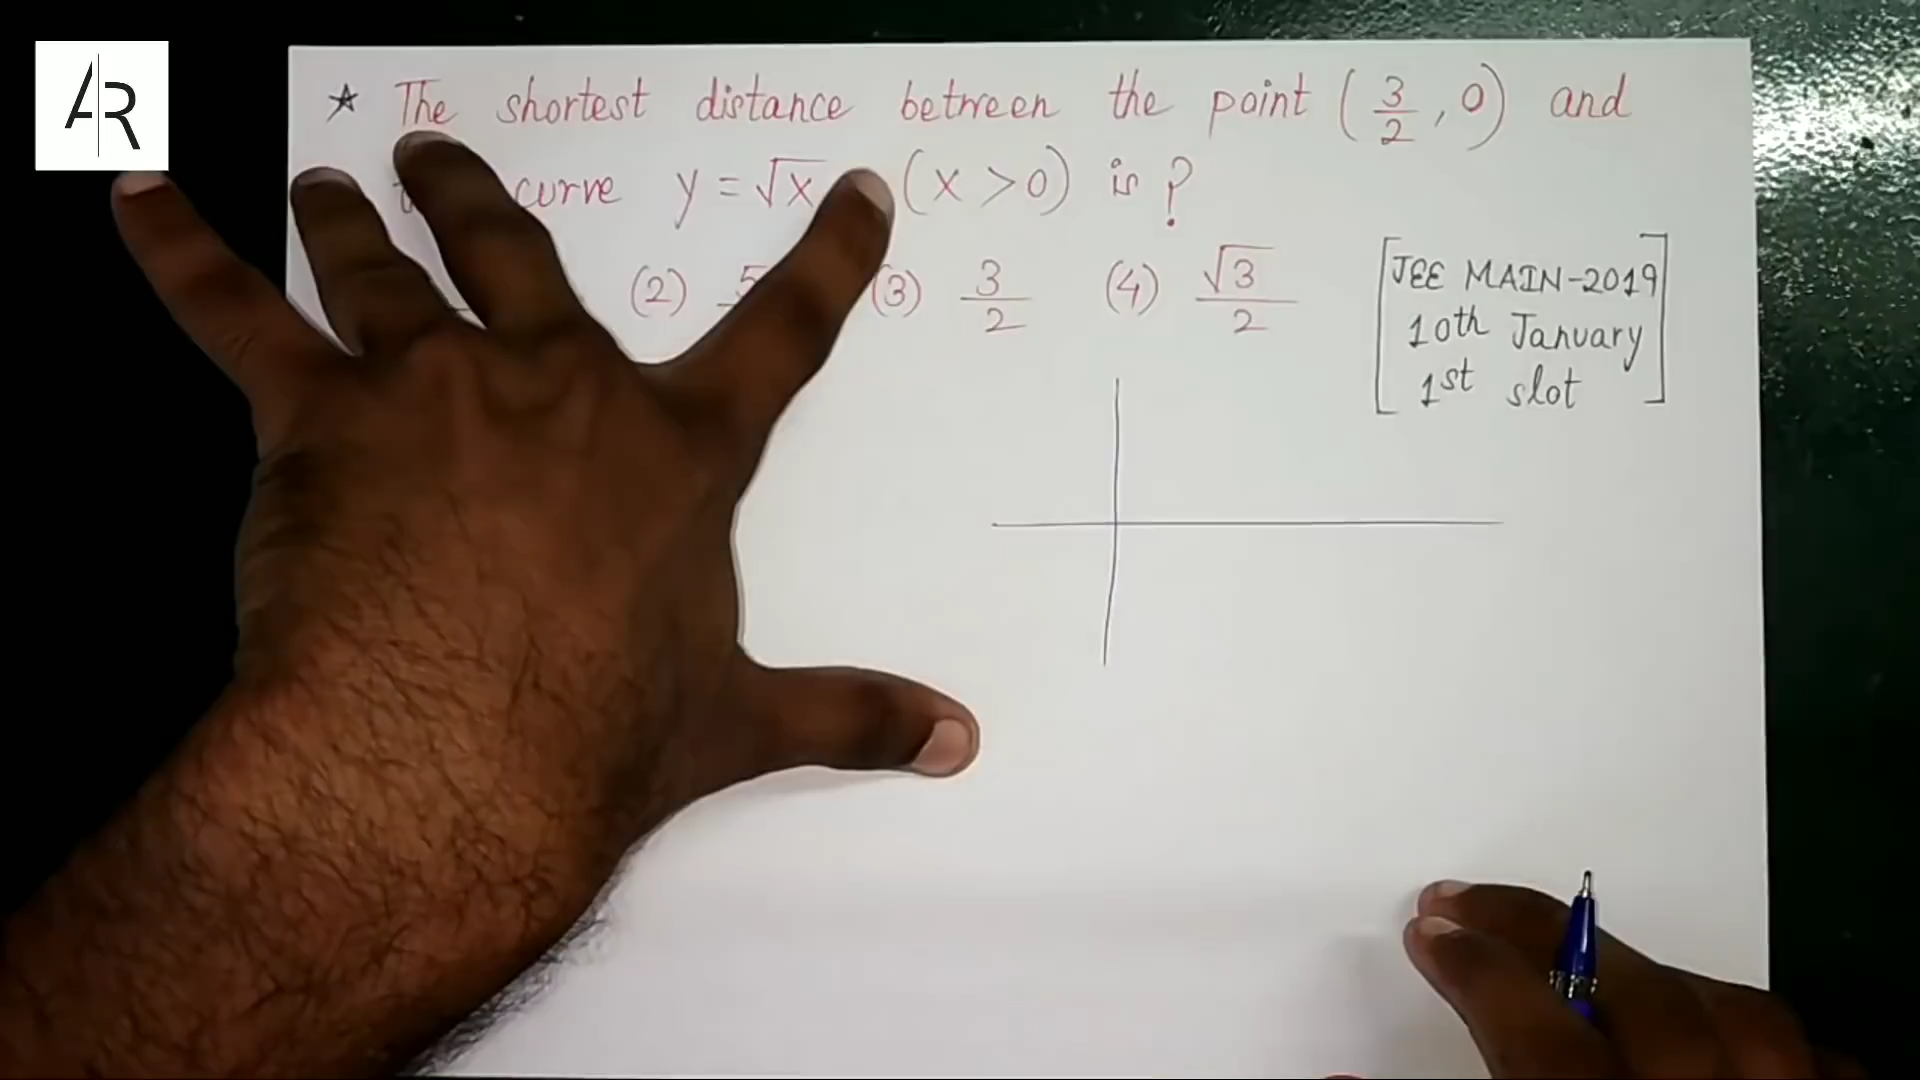 AR
★ The shortest distance between the point (3/2, 0) and
curve y = √x (x > 0) is ?
(2) 5 (3) 3/2 (4) √3/2
[JEE MAIN-2019
10th January
1st slot]